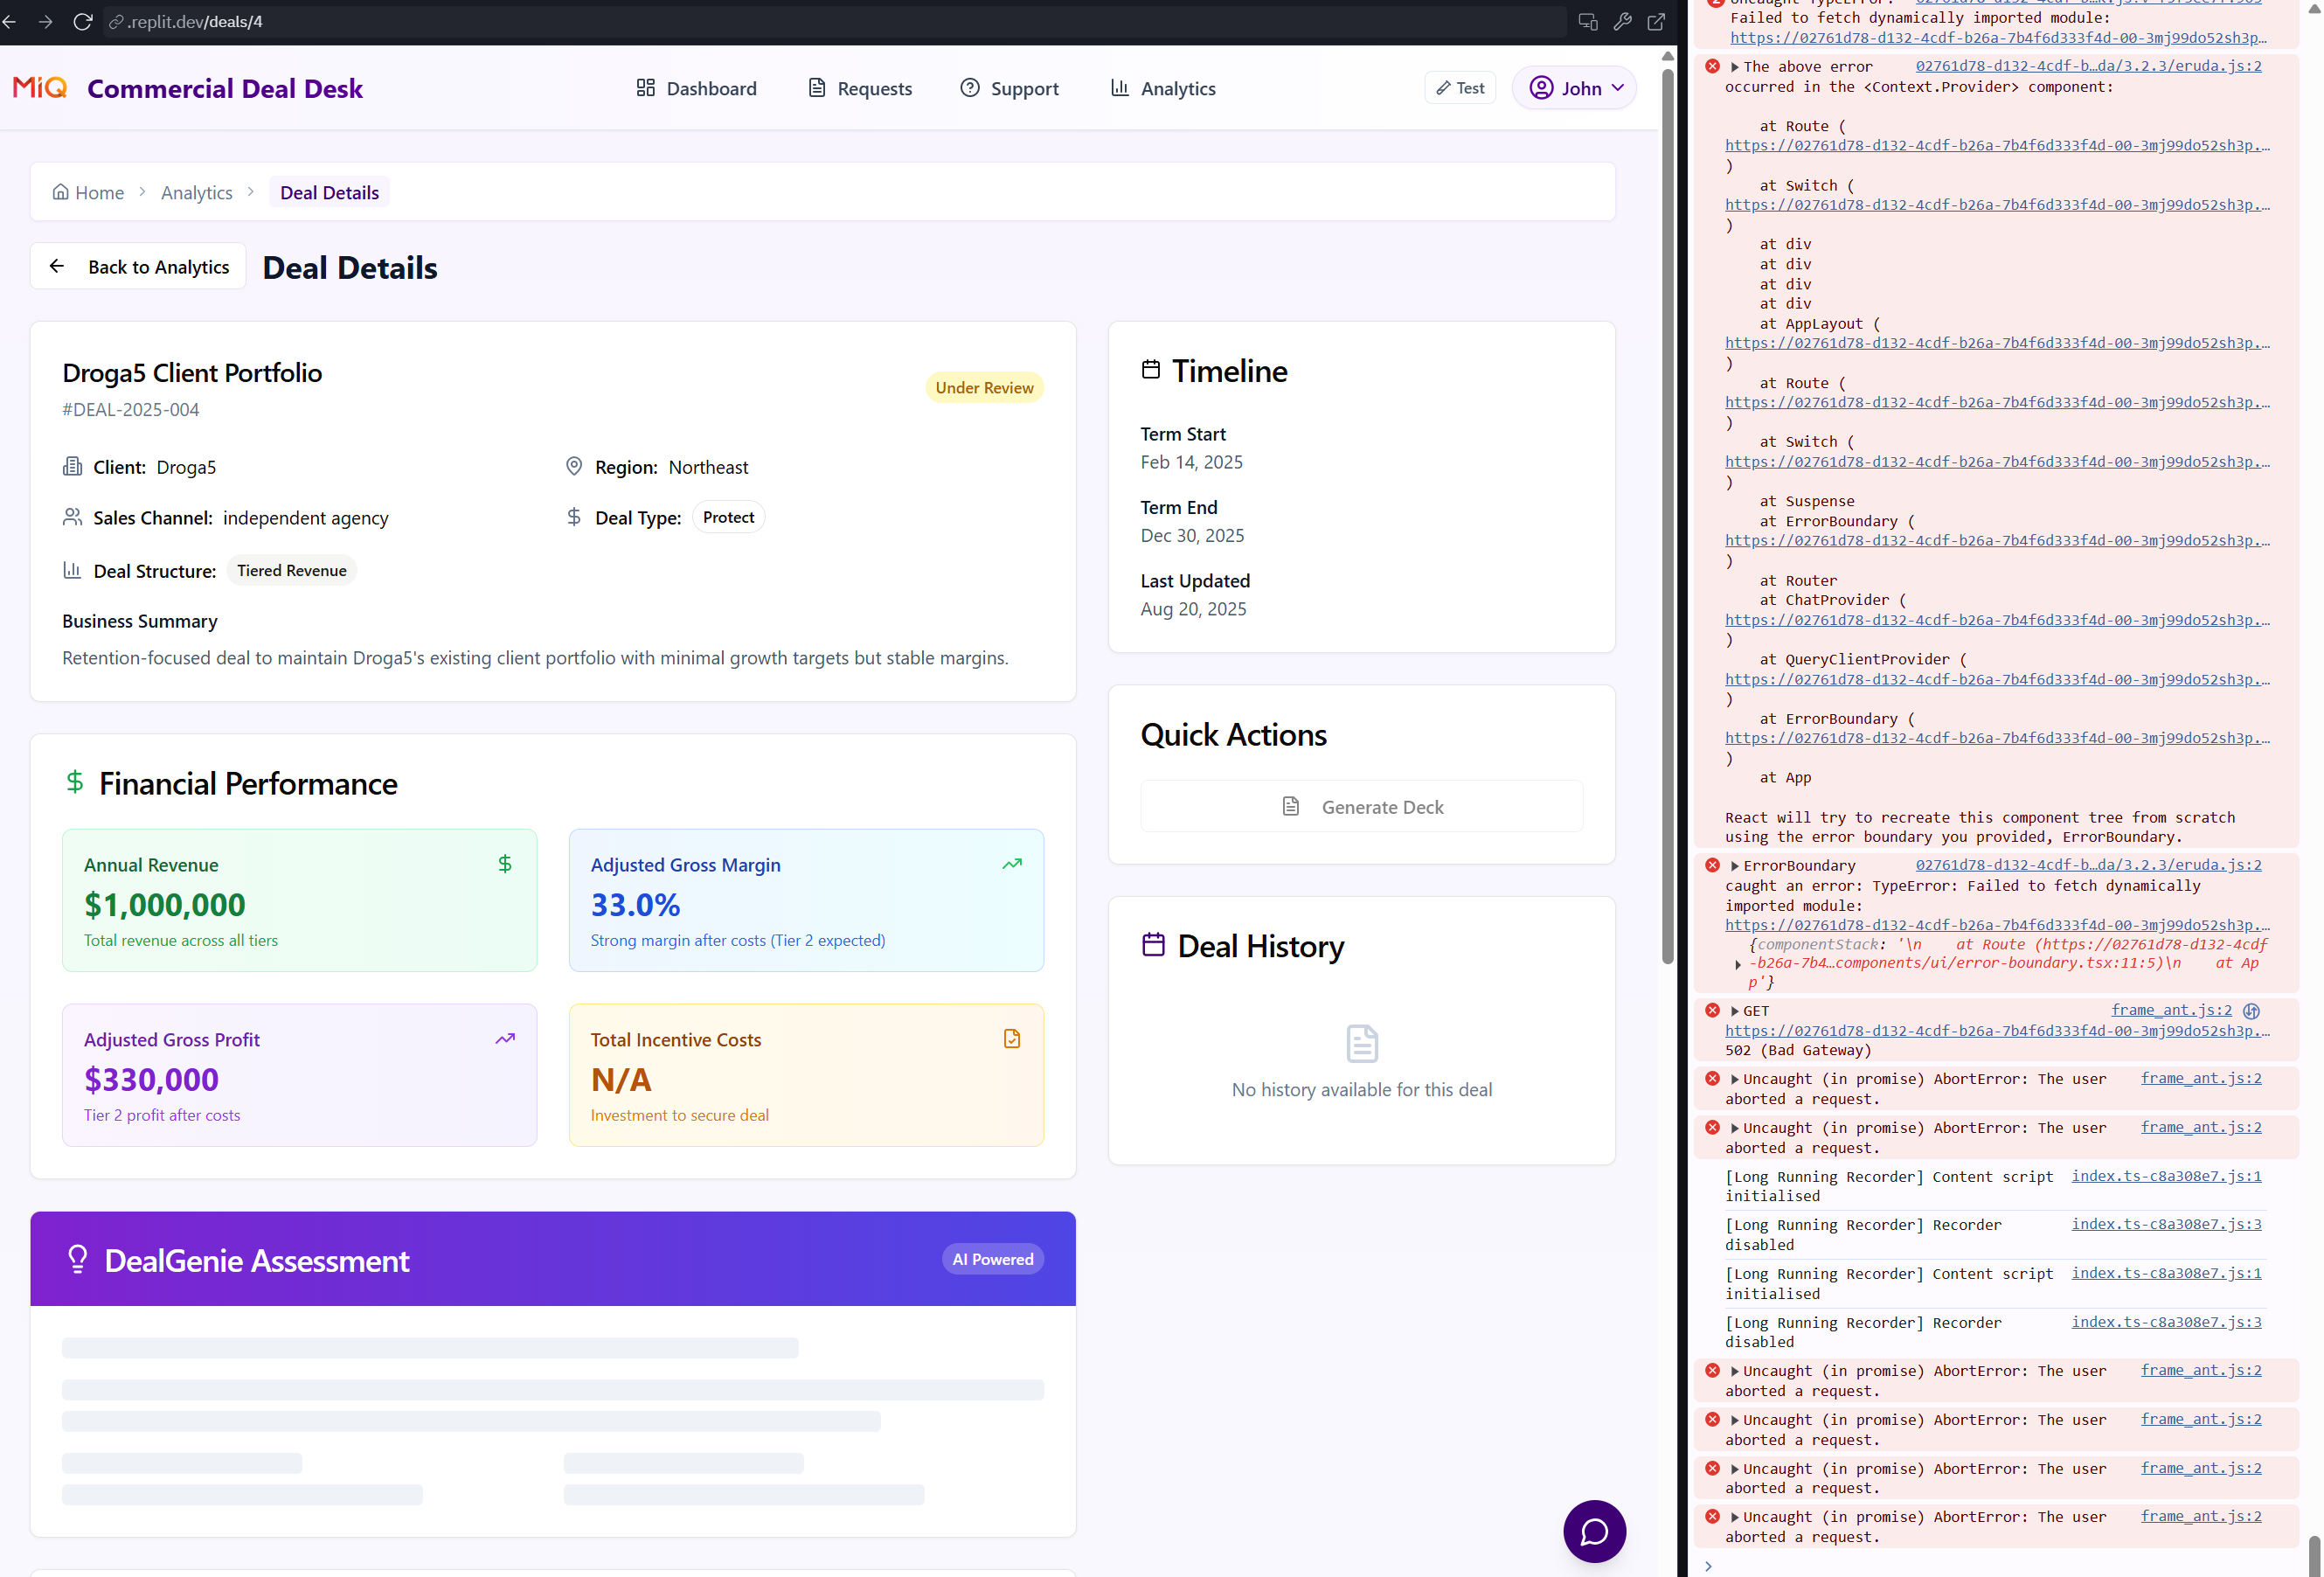 .replit.dev/deals/4
MiQ Commercial Deal Desk
Dashboard
Requests
Support
Analytics
Test
John
Home > Analytics > Deal Details
Back to Analytics
Deal Details
Droga5 Client Portfolio
#DEAL-2025-004
Under Review
Client: Droga5
Region: Northeast
Sales Channel: independent agency
Deal Type: Protect
Deal Structure: Tiered Revenue
Business Summary
Retention-focused deal to maintain Droga5's existing client portfolio with minimal growth targets but stable margins.
Financial Performance
Annual Revenue
$1,000,000
Total revenue across all tiers
Adjusted Gross Margin
33.0%
Strong margin after costs (Tier 2 expected)
Adjusted Gross Profit
$330,000
Tier 2 profit after costs
Total Incentive Costs
N/A
Investment to secure deal
DealGenie Assessment
AI Powered
Timeline
Term Start
Feb 14, 2025
Term End
Dec 30, 2025
Last Updated
Aug 20, 2025
Quick Actions
Generate Deck
Deal History
No history available for this deal
Failed to fetch dynamically imported module:
https://02761d78-d132-4cdf-b26a-7b4f6d333f4d-00-3mj99do52sh3p.…
The above error 02761d78-d132-4cdf-b…da/3.2.3/eruda.js:2
occurred in the <Context.Provider> component:
at Route (
https://02761d78-d132-4cdf-b26a-7b4f6d333f4d-00-3mj99do52sh3p.…
)
at Switch (
https://02761d78-d132-4cdf-b26a-7b4f6d333f4d-00-3mj99do52sh3p.…
)
at div
at div
at div
at div
at AppLayout (
https://02761d78-d132-4cdf-b26a-7b4f6d333f4d-00-3mj99do52sh3p.…
)
at Route (
https://02761d78-d132-4cdf-b26a-7b4f6d333f4d-00-3mj99do52sh3p.…
)
at Switch (
https://02761d78-d132-4cdf-b26a-7b4f6d333f4d-00-3mj99do52sh3p.…
)
at Suspense
at ErrorBoundary (
https://02761d78-d132-4cdf-b26a-7b4f6d333f4d-00-3mj99do52sh3p.…
)
at Router
at ChatProvider (
https://02761d78-d132-4cdf-b26a-7b4f6d333f4d-00-3mj99do52sh3p.…
)
at QueryClientProvider (
https://02761d78-d132-4cdf-b26a-7b4f6d333f4d-00-3mj99do52sh3p.…
)
at ErrorBoundary (
https://02761d78-d132-4cdf-b26a-7b4f6d333f4d-00-3mj99do52sh3p.…
)
at App
React will try to recreate this component tree from scratch
using the error boundary you provided, ErrorBoundary.
ErrorBoundary 02761d78-d132-4cdf-b…da/3.2.3/eruda.js:2
caught an error: TypeError: Failed to fetch dynamically
imported module:
https://02761d78-d132-4cdf-b26a-7b4f6d333f4d-00-3mj99do52sh3p.…
{componentStack: '\n    at Route (https://02761d78-d132-4cdf
-b26a-7b4…components/ui/error-boundary.tsx:11:5)\n    at Ap
p'}
GET frame_ant.js:2
https://02761d78-d132-4cdf-b26a-7b4f6d333f4d-00-3mj99do52sh3p.…
502 (Bad Gateway)
Uncaught (in promise) AbortError: The user frame_ant.js:2
aborted a request.
Uncaught (in promise) AbortError: The user frame_ant.js:2
aborted a request.
[Long Running Recorder] Content script index.ts-c8a308e7.js:1
initialised
[Long Running Recorder] Recorder index.ts-c8a308e7.js:3
disabled
[Long Running Recorder] Content script index.ts-c8a308e7.js:1
initialised
[Long Running Recorder] Recorder index.ts-c8a308e7.js:3
disabled
Uncaught (in promise) AbortError: The user frame_ant.js:2
aborted a request.
Uncaught (in promise) AbortError: The user frame_ant.js:2
aborted a request.
Uncaught (in promise) AbortError: The user frame_ant.js:2
aborted a request.
Uncaught (in promise) AbortError: The user frame_ant.js:2
aborted a request.